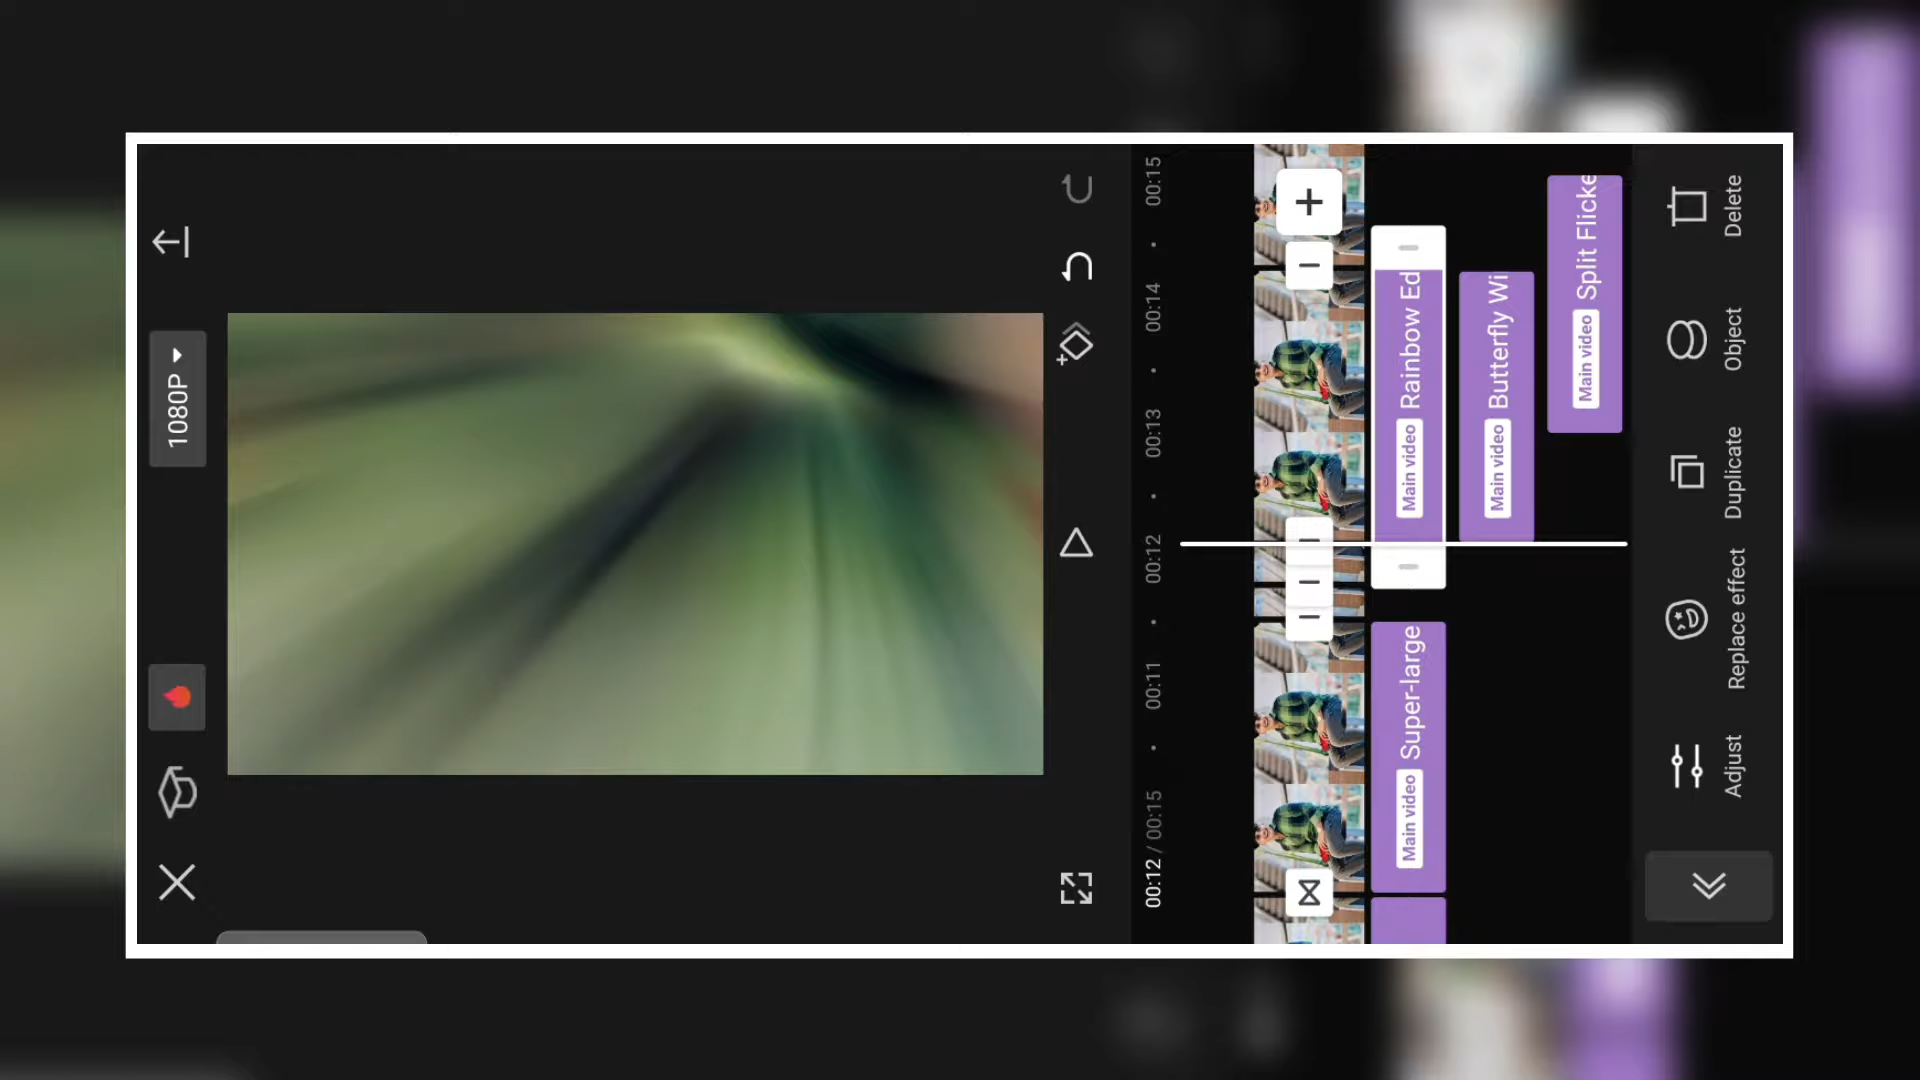 1080P
00:12 / 00:15
00:11
00:12
00:13
00:14
00:15
Main video Super-large
Main video Rainbow Ed
Main video Butterfly Wi
Main video Split Flicke
Adjust
Replace effect
Duplicate
Object
Delete